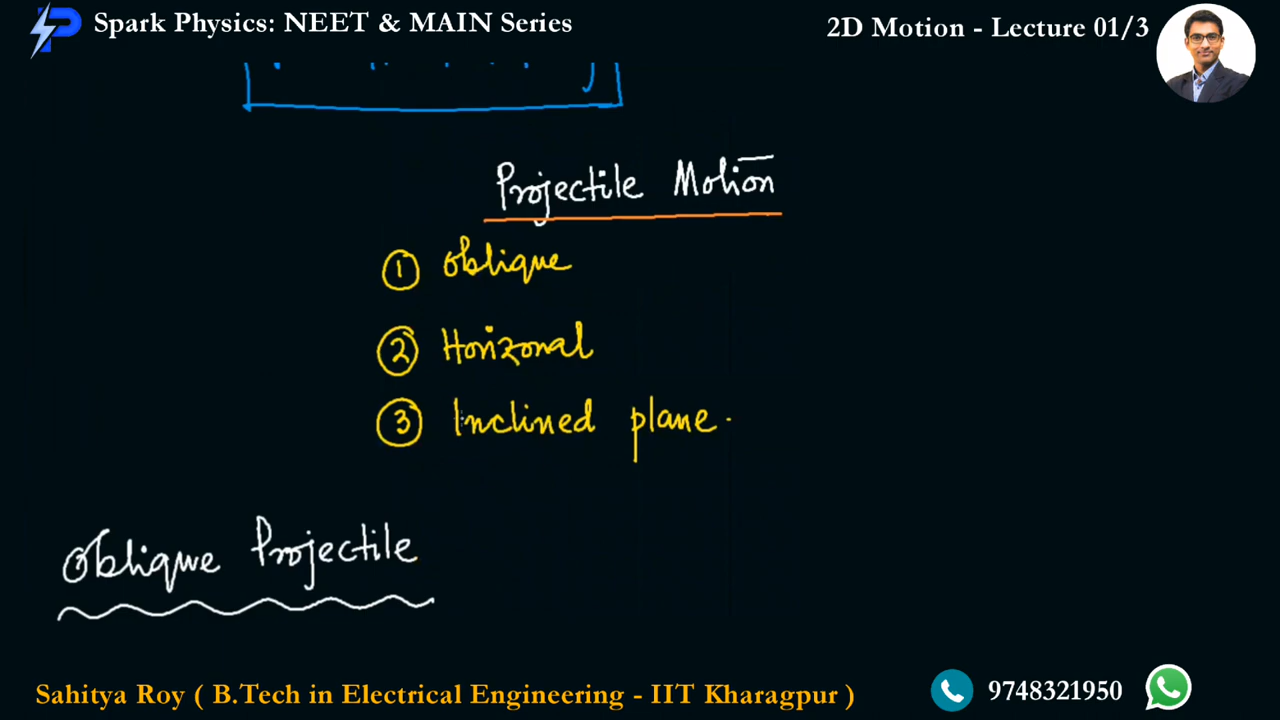 Spark Physics: NEET & MAIN Series
2D Motion - Lecture 01/3
Projectile Motion
① Oblique
② Horizonal
③ Inclined plane.
Oblique Projectile
Sahitya Roy ( B.Tech in Electrical Engineering - IIT Kharagpur )
9748321950